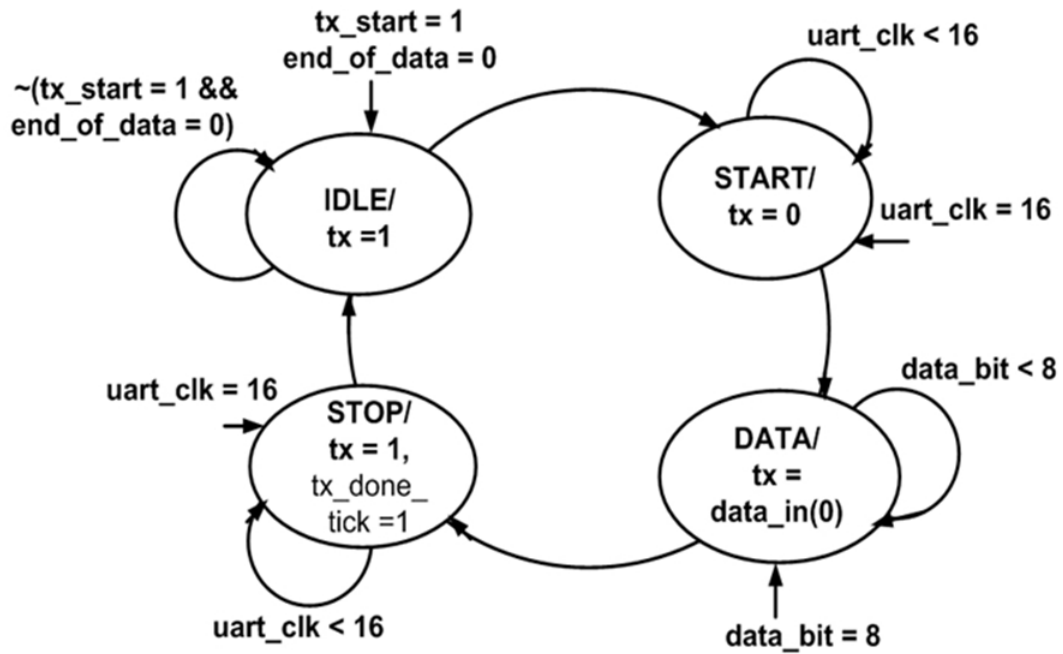 tx_start = 1
end_of_data = 0
~(tx_start = 1 &&
end_of_data = 0)
IDLE/
tx =1
uart_clk < 16
START/
tx = 0
uart_clk = 16
data_bit < 8
DATA/
tx =
data_in(0)
data_bit = 8
uart_clk = 16
STOP/
tx = 1,
tx_done_
tick =1
uart_clk < 16